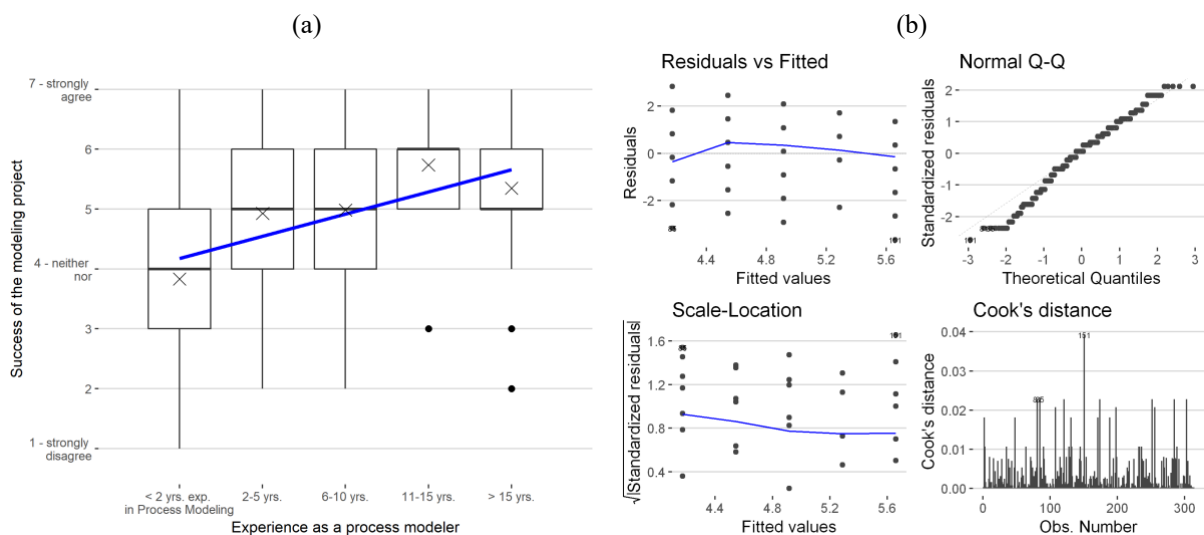 (a)
7 - strongly
agree
6
5
4 - neither
nor
3
2
1 - strongly
disagree
Success of the modeling project
< 2 yrs. exp.
in Process Modeling
2-5 yrs.
6-10 yrs.
11-15 yrs.
> 15 yrs.
Experience as a process modeler
(b)
Residuals vs Fitted
2
0
-2
Residuals
151
4.4
4.8
5.2
5.6
Fitted values
Normal Q-Q
2
1
0
-1
-2
Standardized residuals
151
-3
-2
-1
0
1
2
3
Theoretical Quantiles
Scale-Location
1.6
1.2
0.8
0.4
√|Standardized residuals|
151
4.4
4.8
5.2
5.6
Fitted values
Cook's distance
0.04
0.03
0.02
0.01
0.00
Cook's distance
151
0
100
200
300
Obs. Number